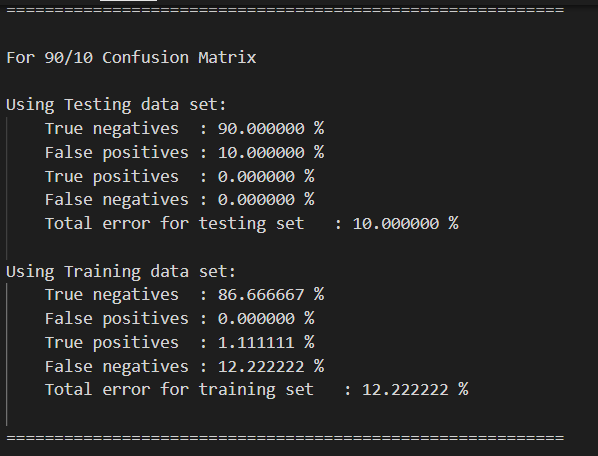 ==========================================================
For 90/10 Confusion Matrix
Using Testing data set:
True negatives : 90.000000 %
False positives : 10.000000 %
True positives : 0.000000 %
False negatives : 0.000000 %
Total error for testing set : 10.000000 %
Using Training data set:
True negatives : 86.666667 %
False positives : 0.000000 %
True positives : 1.111111 %
False negatives : 12.222222 %
Total error for training set : 12.222222 %
==========================================================